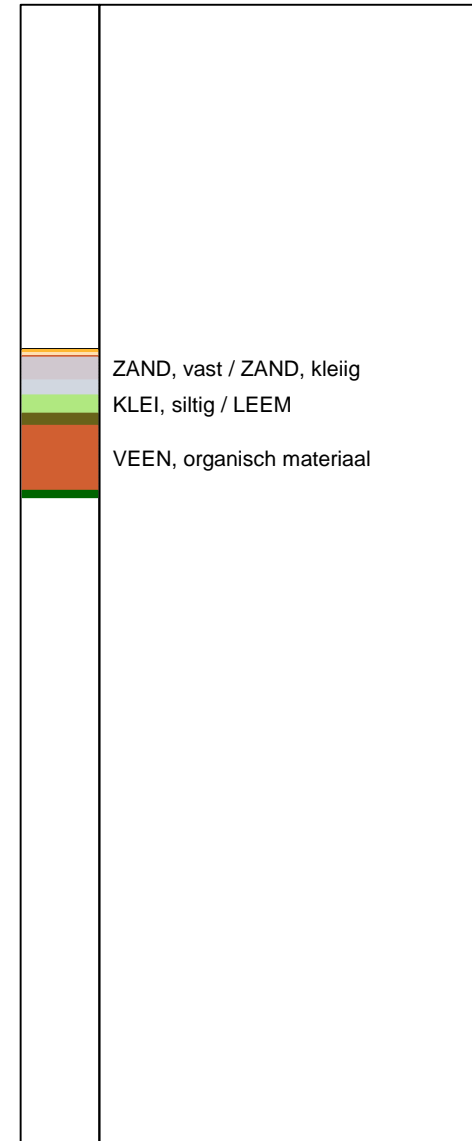 ZAND, vast / ZAND, kleiig
KLEI, siltig / LEEM
VEEN, organisch materiaal